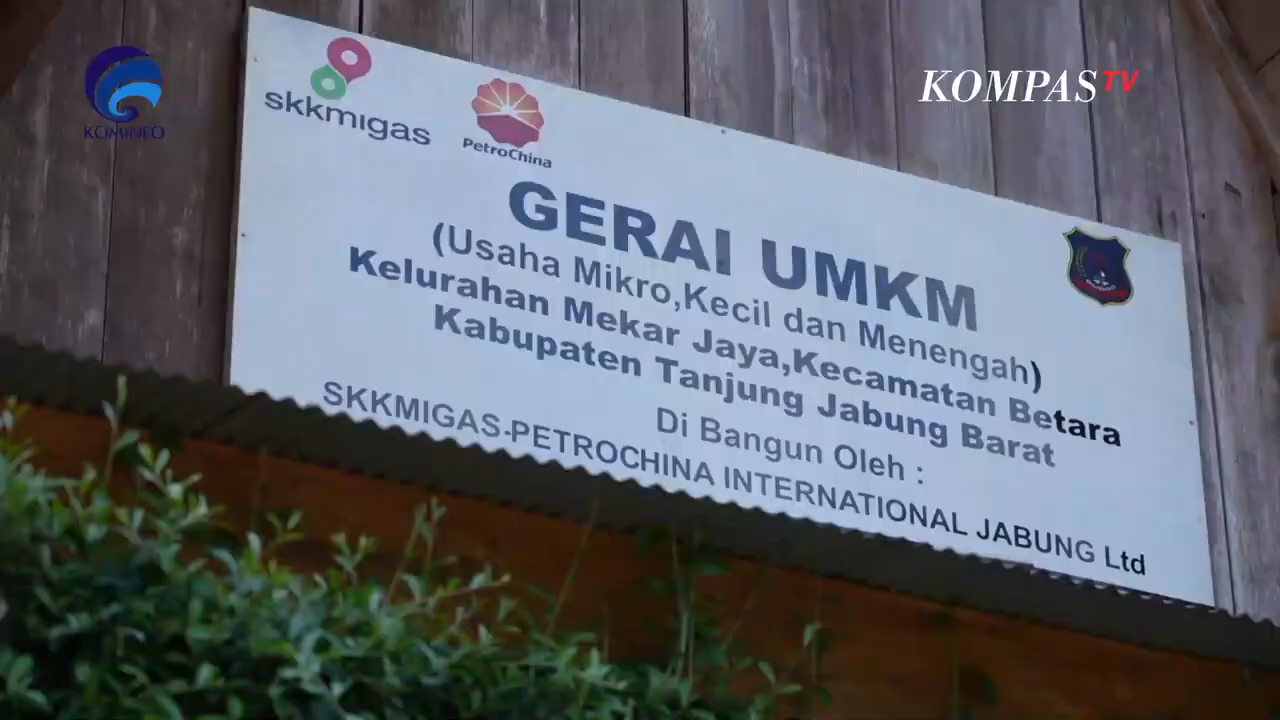 KOMINFO
KOMPASTV
skkmigas
PetroChina
GERAI UMKM
(Usaha Mikro,Kecil dan Menengah)
Kelurahan Mekar Jaya,Kecamatan Betara
Kabupaten Tanjung Jabung Barat
Di Bangun Oleh :
SKKMIGAS-PETROCHINA INTERNATIONAL JABUNG Ltd